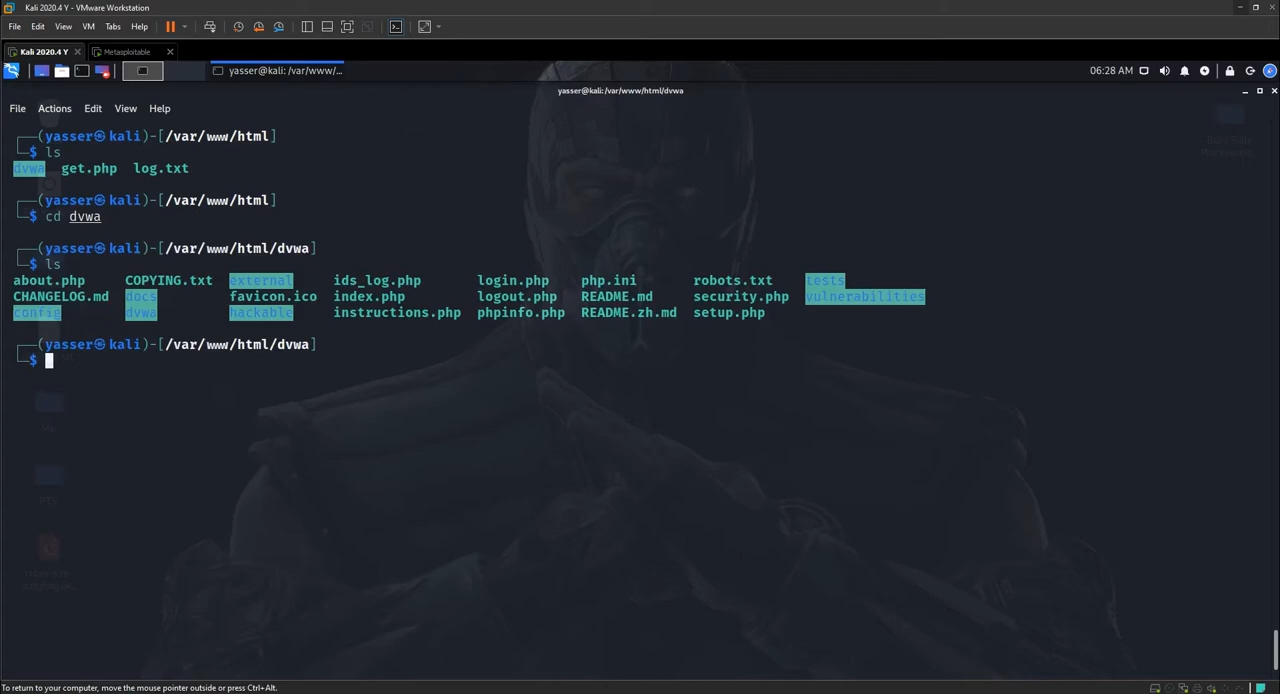 Kali 2020.4 Y - VMware Workstation
File Edit View VM Tabs Help
Kali 2020.4 Y Metasploitable
yasser@kali: /var/www/... 06:28 AM
yasser@kali: /var/www/html/dvwa
File Actions Edit View Help
(yasser㉿kali)-[/var/www/html]
$ ls
dvwa get.php log.txt
(yasser㉿kali)-[/var/www/html]
$ cd dvwa
(yasser㉿kali)-[/var/www/html/dvwa]
$ ls
about.php COPYING.txt external ids_log.php login.php php.ini robots.txt tests
CHANGELOG.md docs favicon.ico index.php logout.php README.md security.php vulnerabilities
config dvwa hackable instructions.php phpinfo.php README.zh.md setup.php
(yasser㉿kali)-[/var/www/html/dvwa]
$
PTS
To return to your computer, move the mouse pointer outside or press Ctrl+Alt.